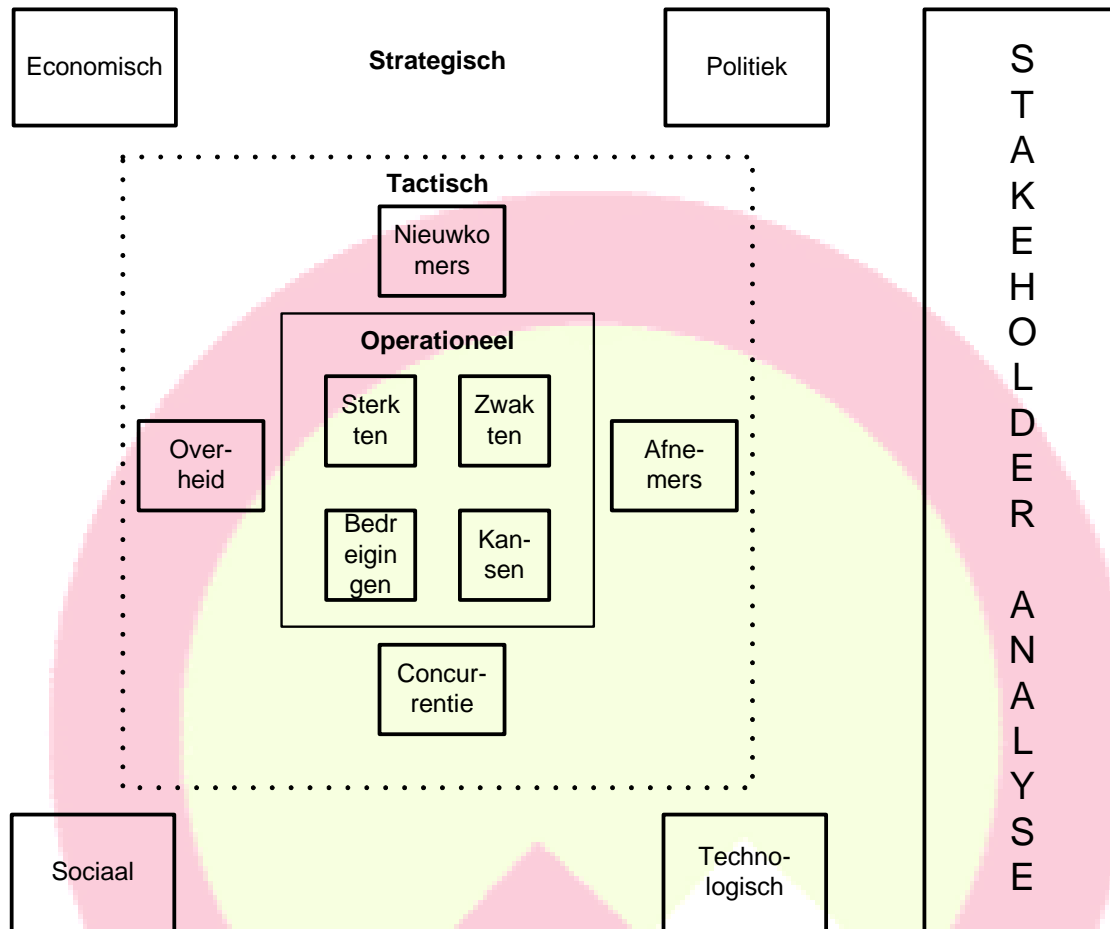 Economisch
Strategisch
Politiek
Tactisch
Nieuwko
mers
Operationeel
Sterk
ten
Zwak
ten
Over-
heid
Afne-
mers
Bedr
eigin
gen
Kan-
sen
Concur-
rentie
Sociaal
Techno-
logisch
S
T
A
K
E
H
O
L
D
E
R
A
N
A
L
Y
S
E